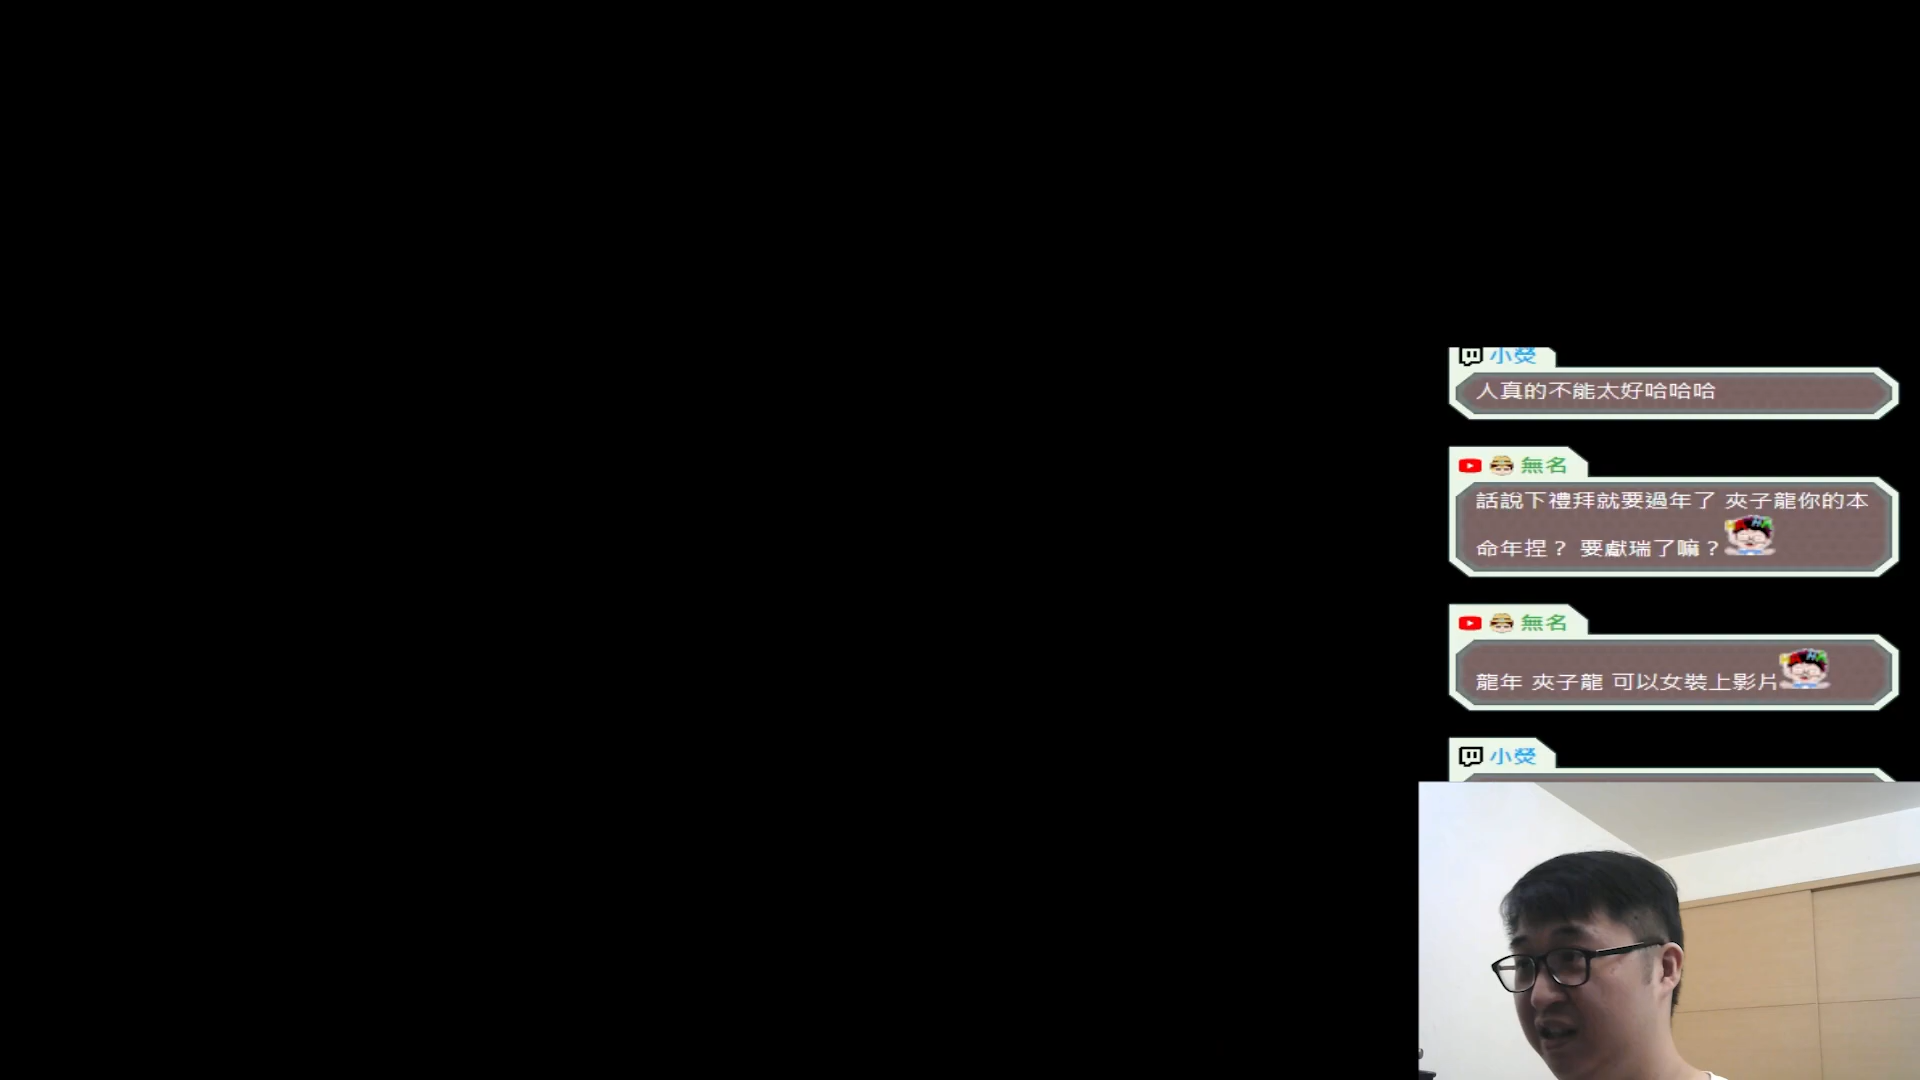 小熒
人真的不能太好哈哈哈
無名
話說下禮拜就要過年了 夾子龍你的本
命年捏？ 要獻瑞了嘛？
無名
龍年 夾子龍 可以女裝上影片
小熒